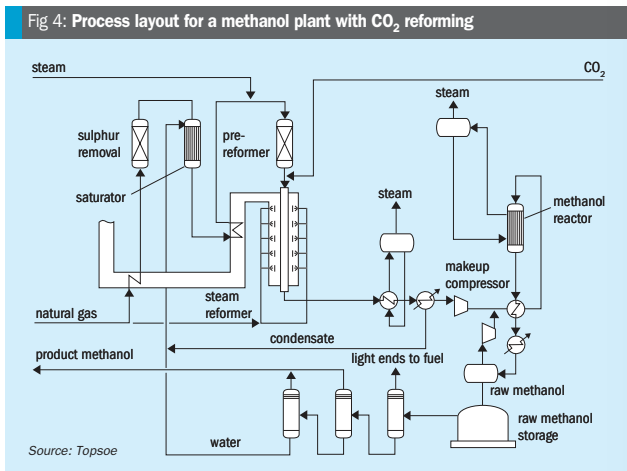 Fig 4: Process layout for a methanol plant with CO₂ reforming
steam
CO₂
steam
sulphur
removal
pre-
reformer
saturator
steam
methanol
reactor
makeup
compressor
steam
reformer
natural gas
condensate
product methanol
light ends to fuel
raw methanol
raw methanol
storage
water
Source: Topsoe